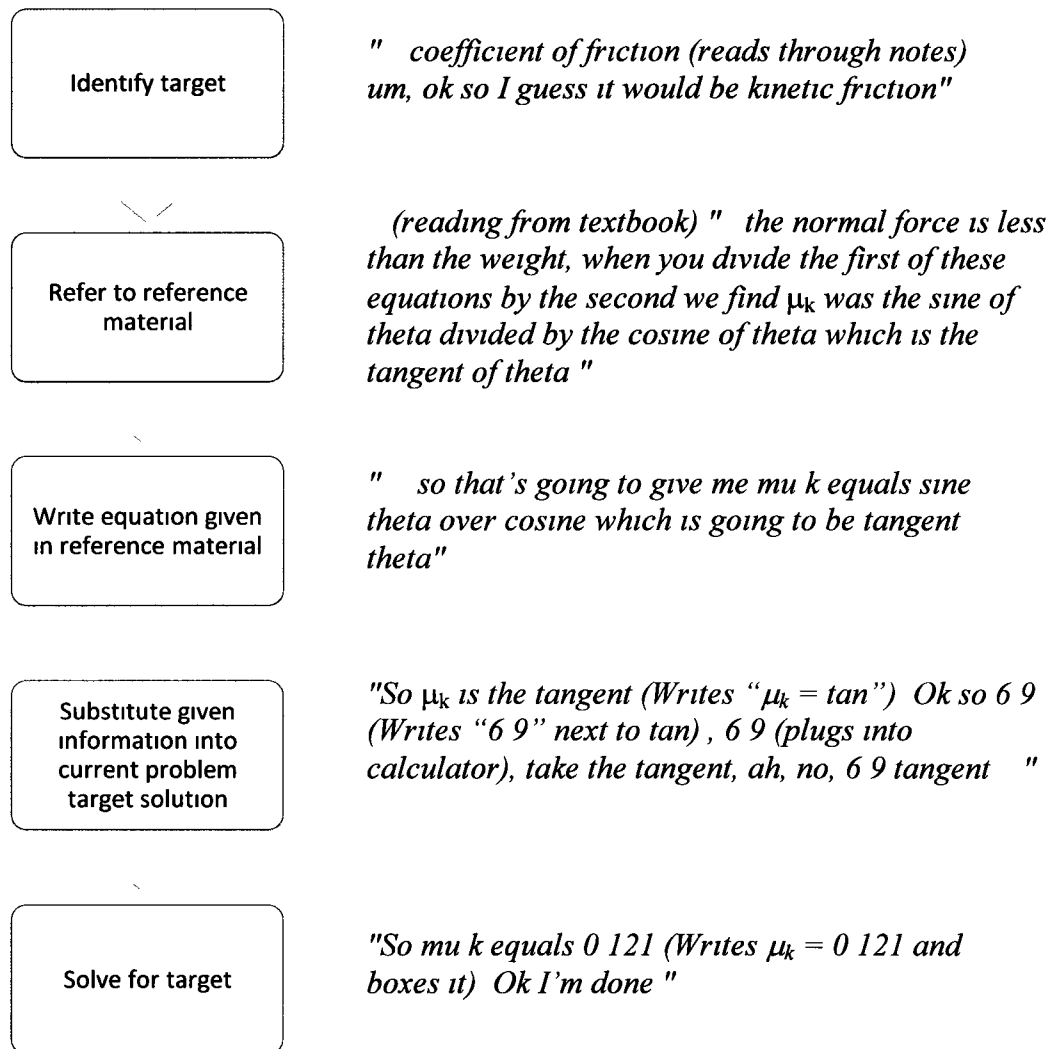 Identify target
" coefficient of friction (reads through notes)
um, ok so I guess it would be kinetic friction"
Refer to reference
material
(reading from textbook) " the normal force is less
than the weight, when you divide the first of these
equations by the second we find μk was the sine of
theta divided by the cosine of theta which is the
tangent of theta "
Write equation given
in reference material
" so that's going to give me mu k equals sine
theta over cosine which is going to be tangent
theta"
Substitute given
information into
current problem
target solution
"So μk is the tangent (Writes “μk = tan”) Ok so 6 9
(Writes “6 9” next to tan) , 6 9 (plugs into
calculator), take the tangent, ah, no, 6 9 tangent "
Solve for target
"So mu k equals 0 121 (Writes μk = 0 121 and
boxes it) Ok I'm done "